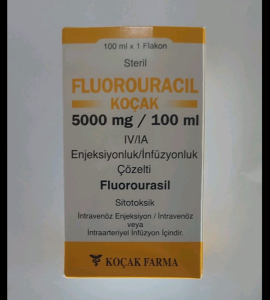 100 ml x 1 Flakon
Steril
FLUOROURACIL
KOÇAK
5000 mg / 100 ml
IV/IA
Enjeksiyonluk/İnfüzyonluk
Çözelti
Fluorourasil
Sitotoksik
İntravenöz Enjeksiyon / İntravenöz
veya
İntraarteriyel İnfüzyon İçindir.
KOÇAK FARMA